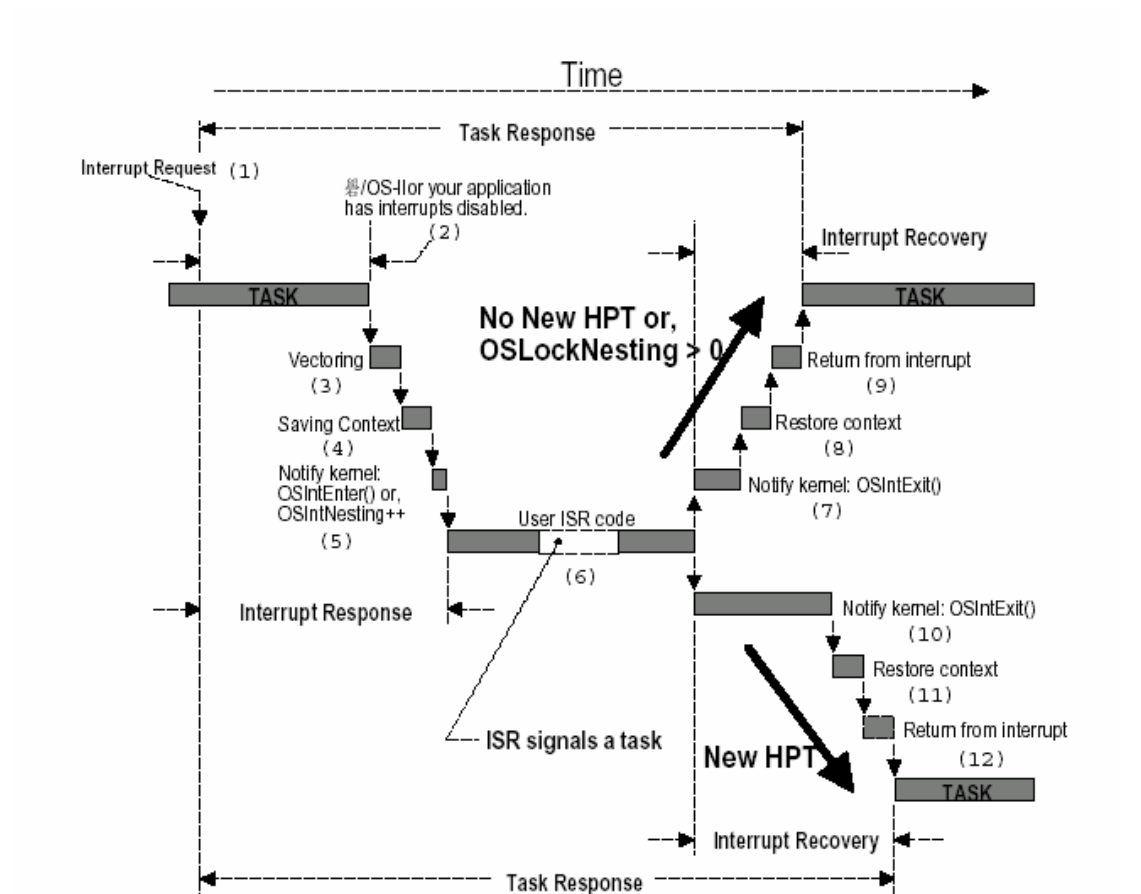 Time
Task Response
Interrupt Request (1)
/OS-IIor your application
has interrupts disabled.
(2)
Interrupt Recovery
TASK
TASK
No New HPT or,
OSLockNesting > 0
Vectoring
(3)
Return from interrupt
(9)
Saving Context
(4)
Restore context
(8)
Notify kernel:
OSIntEnter() or,
OSIntNesting++
(5)
Notify kernel: OSIntExit()
(7)
User ISR code
(6)
Interrupt Response
Notify kernel: OSIntExit()
(10)
Restore context
(11)
ISR signals a task
Return from interrupt
(12)
New HPT
TASK
Interrupt Recovery
Task Response